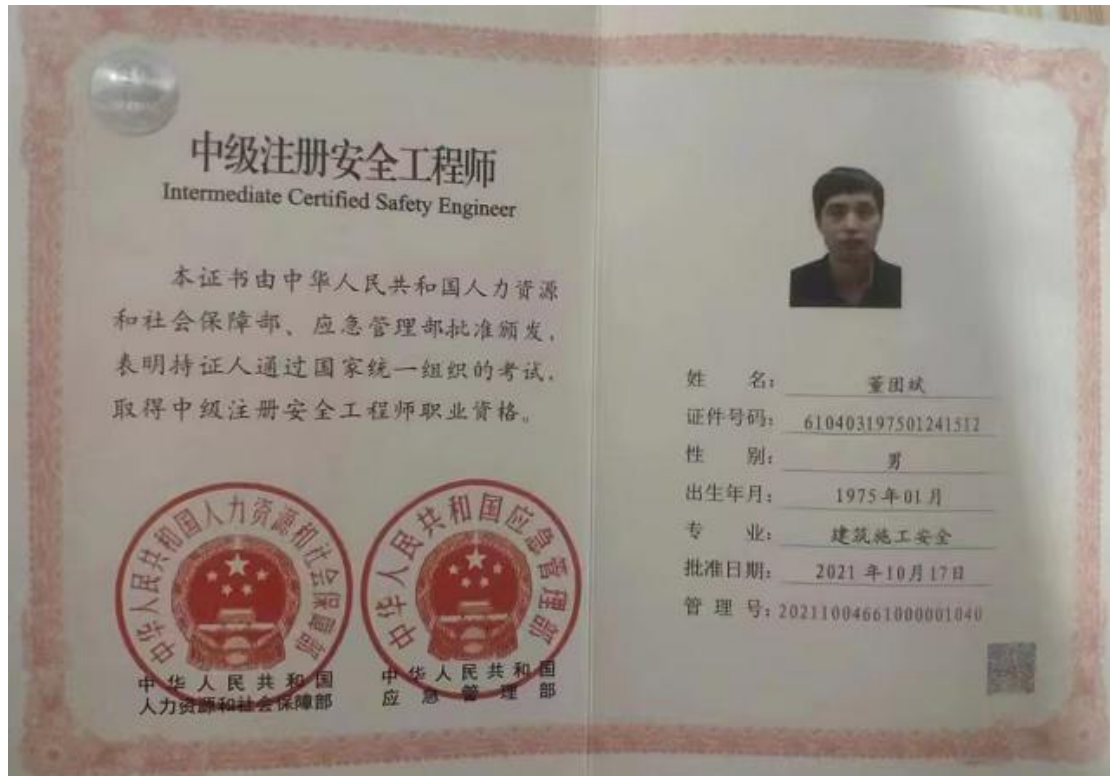 中级注册安全工程师
Intermediate Certified Safety Engineer
本证书由中华人民共和国人力资源
和社会保障部、应急管理部批准颁发，
表明持证人通过国家统一组织的考试，
取得中级注册安全工程师职业资格。
中华人民共和国人力资源和社会保障部
中华人民共和国应急管理部
中华人民共和国
人力资源和社会保障部
中华人民共和国
应急管理部
姓 名：董团斌
证件号码：610403197501241512
性 别：男
出生年月：1975年01月
专 业：建筑施工安全
批准日期：2021年10月17日
管 理 号：20211004661000001040